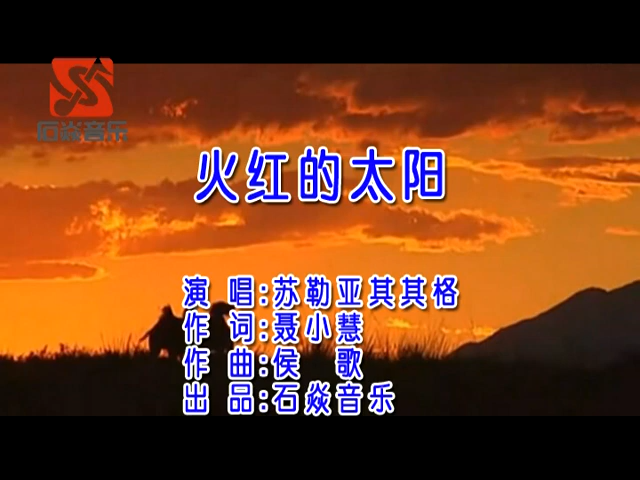 石焱音乐
火红的太阳
演 唱:苏勒亚其其格
作 词:聂小慧
作 曲:侯 歌
出 品:石焱音乐